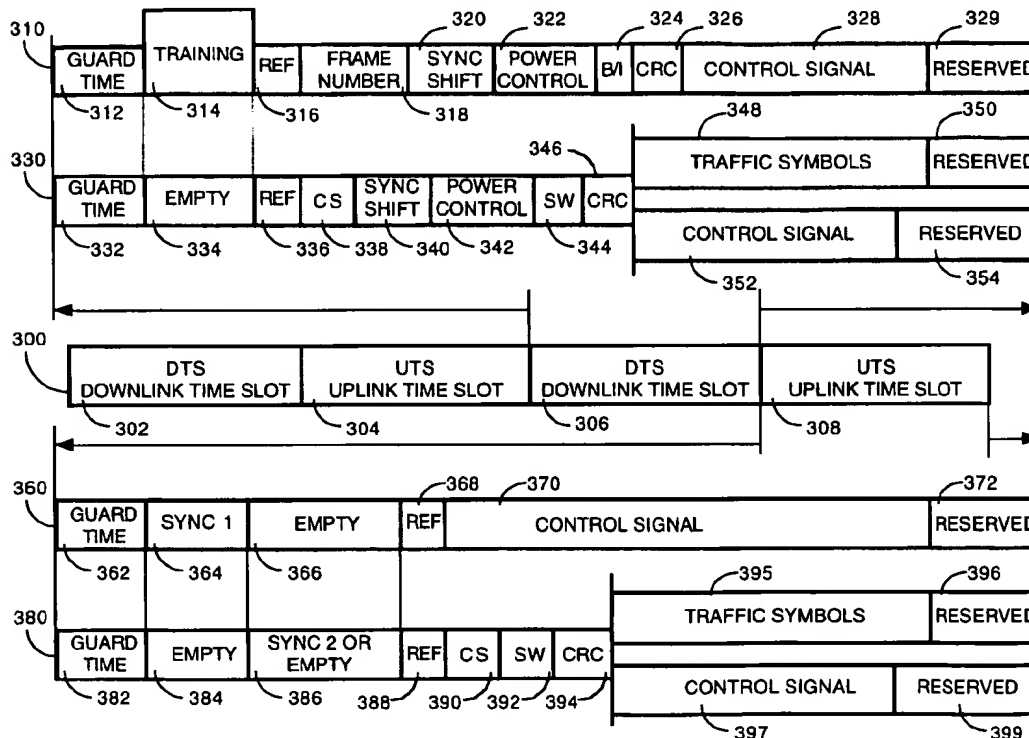 320 322 324 326 328 329
310
GUARD TIME TRAINING REF FRAME NUMBER SYNC SHIFT POWER CONTROL B/I CRC CONTROL SIGNAL RESERVED
312 314 316 318
348 350
346
TRAFFIC SYMBOLS RESERVED
330
GUARD TIME EMPTY REF CS SYNC SHIFT POWER CONTROL SW CRC
332 334 336 338 340 342 344
CONTROL SIGNAL RESERVED
352 354
300
DTS DOWNLINK TIME SLOT UTS UPLINK TIME SLOT DTS DOWNLINK TIME SLOT UTS UPLINK TIME SLOT
302 304 306 308
368 370 372
360
GUARD TIME SYNC 1 EMPTY REF CONTROL SIGNAL RESERVED
362 364 366
395 396
TRAFFIC SYMBOLS RESERVED
380
GUARD TIME EMPTY SYNC 2 OR EMPTY REF CS SW CRC
382 384 386 388 390 392 394
CONTROL SIGNAL RESERVED
397 399